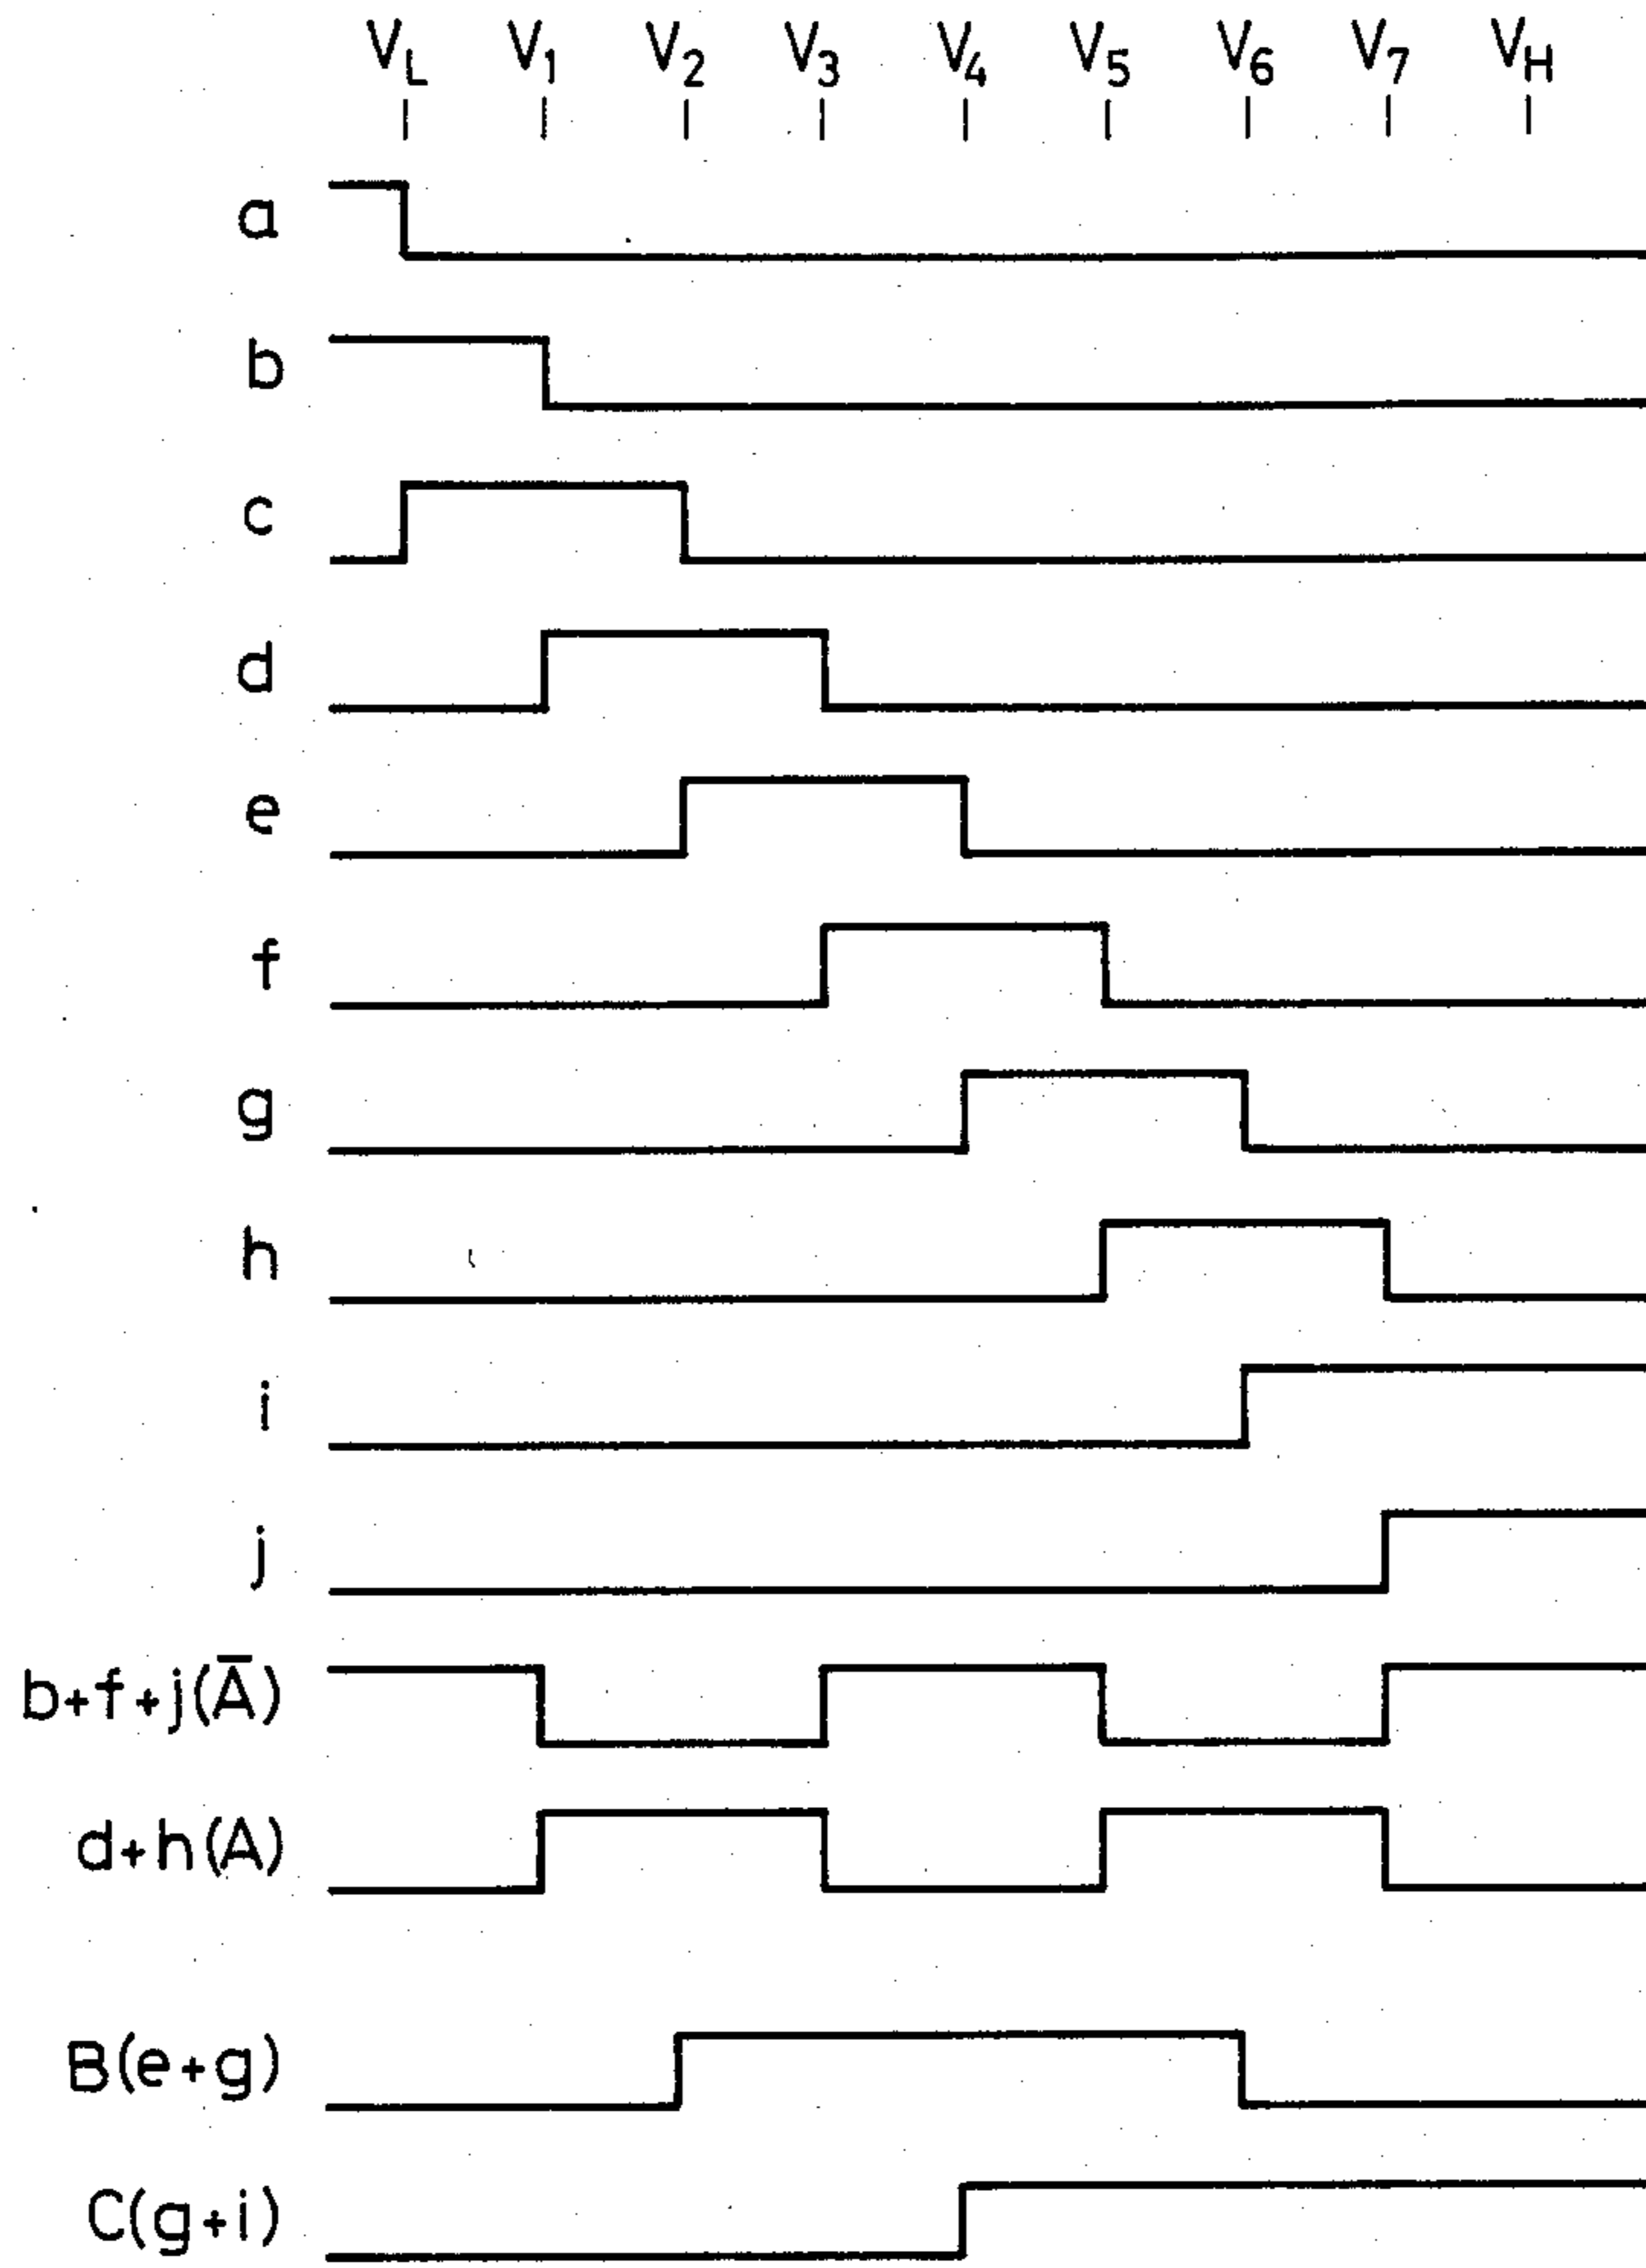 V_L V_1 V_2 V_3 V_4 V_5 V_6 V_7 V_H
a
b
c
d
e
f
g
h
i
j
b+f+j(A̅)
d+h(A)
B(e+g)
C(g+i)